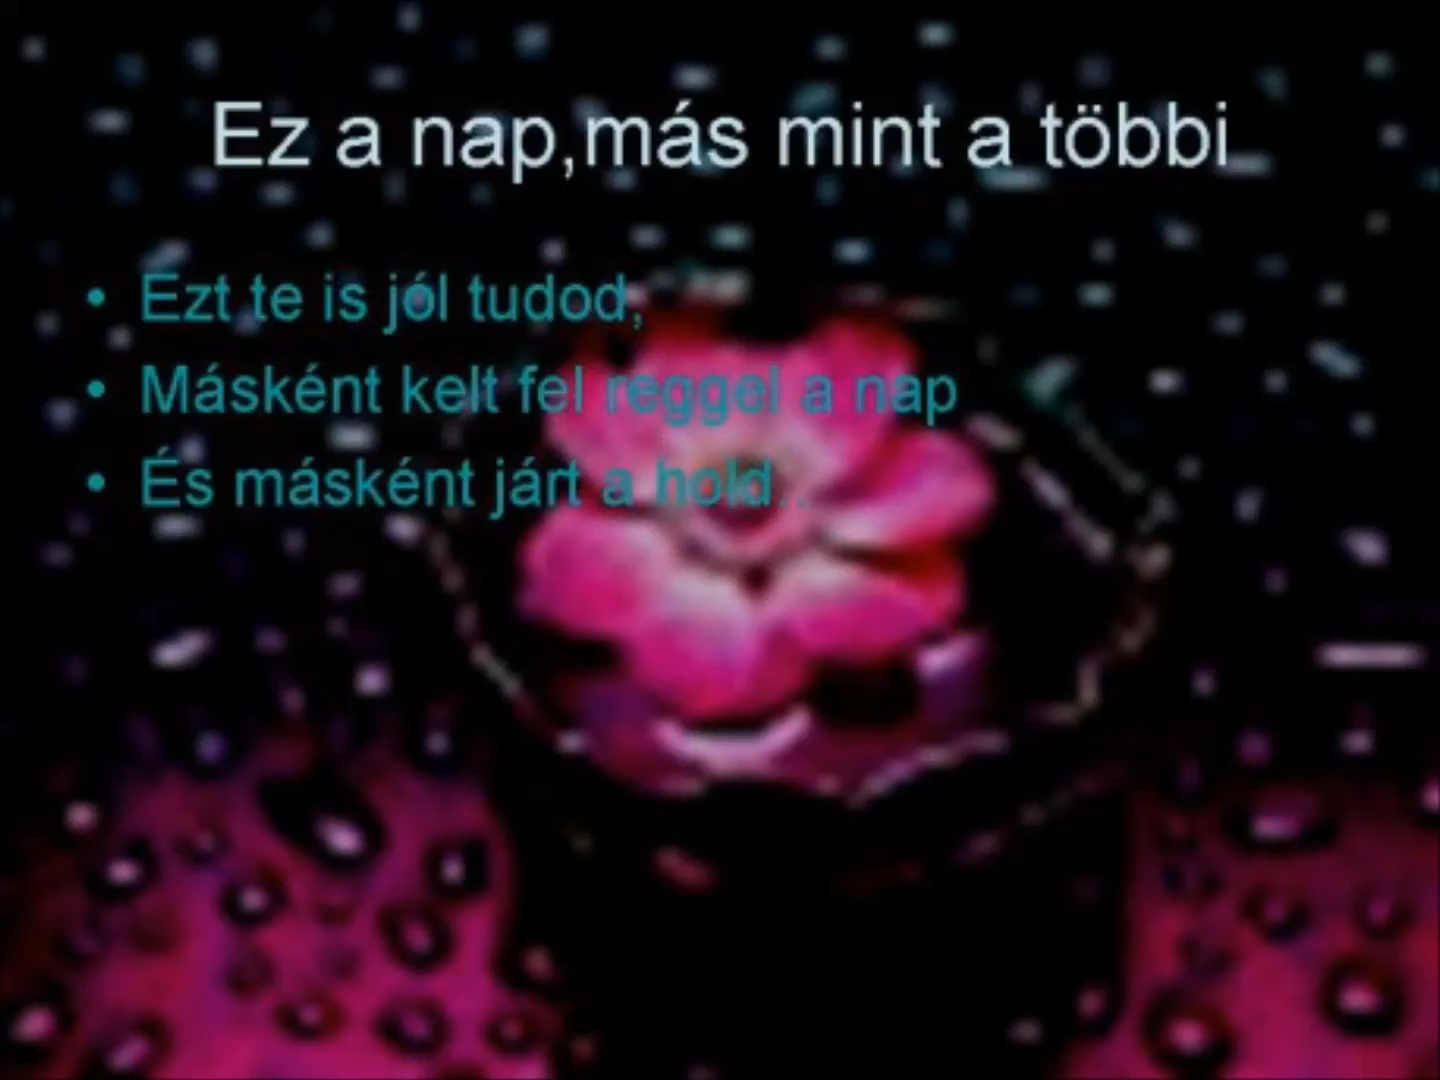 Ez a nap,más mint a többi
• Ezt te is jól tudod,
• Másként kelt fel reggel a nap
• És másként járt a hold..